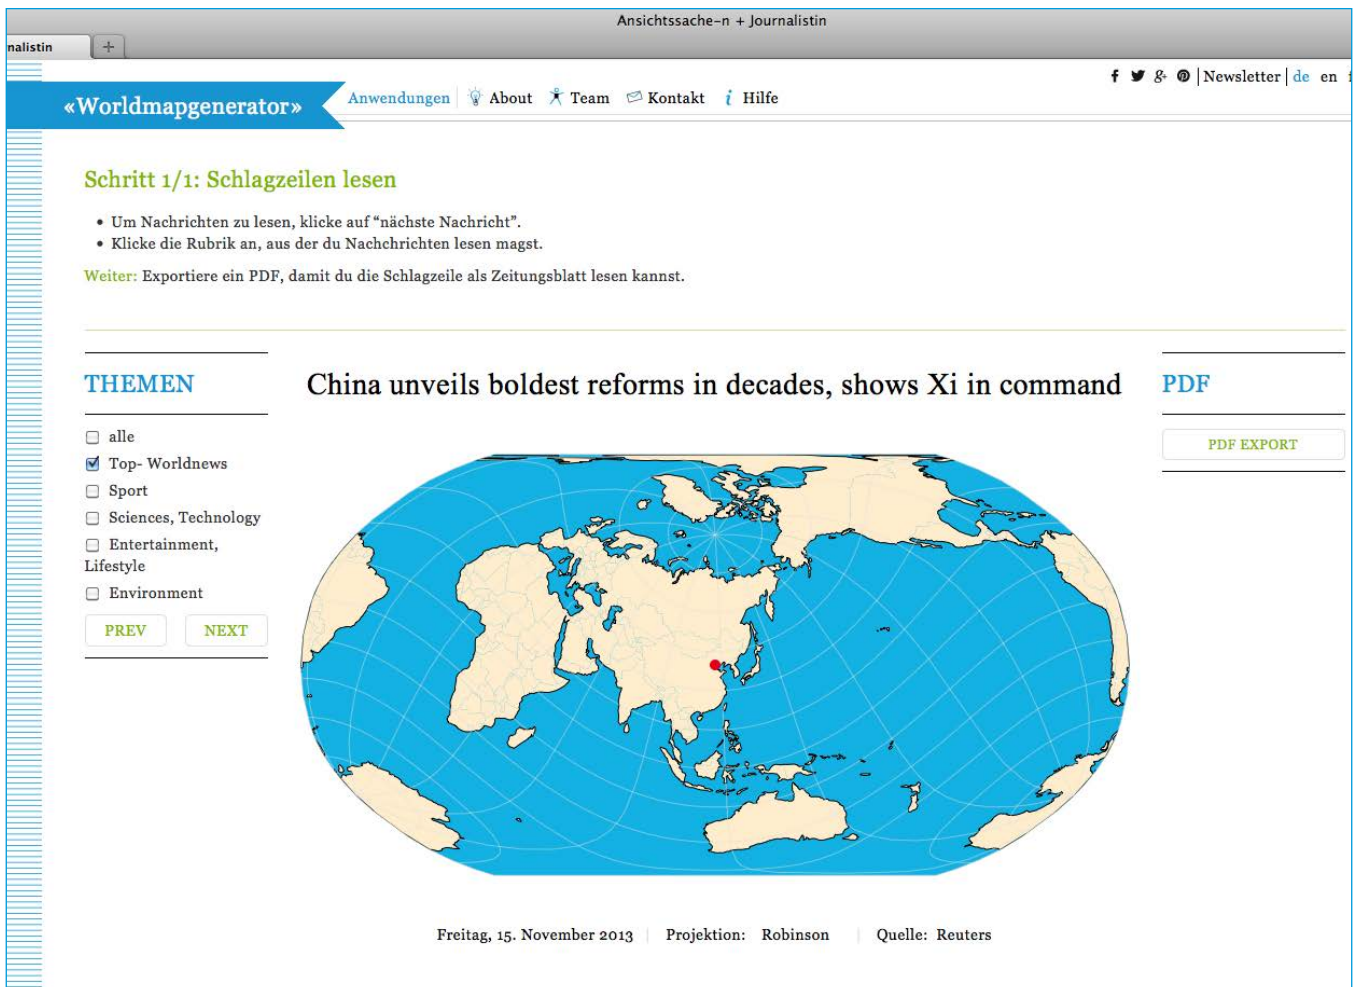 Ansichtssache-n + Journalistin
nalistin
+
Newsletter de en
«Worldmapgenerator»
Anwendungen About Team Kontakt Hilfe
Schritt 1/1: Schlagzeilen lesen
• Um Nachrichten zu lesen, klicke auf “nächste Nachricht”.
• Klicke die Rubrik an, aus der du Nachchrichten lesen magst.
Weiter: Exportiere ein PDF, damit du die Schlagzeile als Zeitungsblatt lesen kannst.
THEMEN
alle
Top- Worldnews
Sport
Sciences, Technology
Entertainment,
Lifestyle
Environment
PREV NEXT
China unveils boldest reforms in decades, shows Xi in command
Freitag, 15. November 2013 | Projektion: Robinson | Quelle: Reuters
PDF
PDF EXPORT